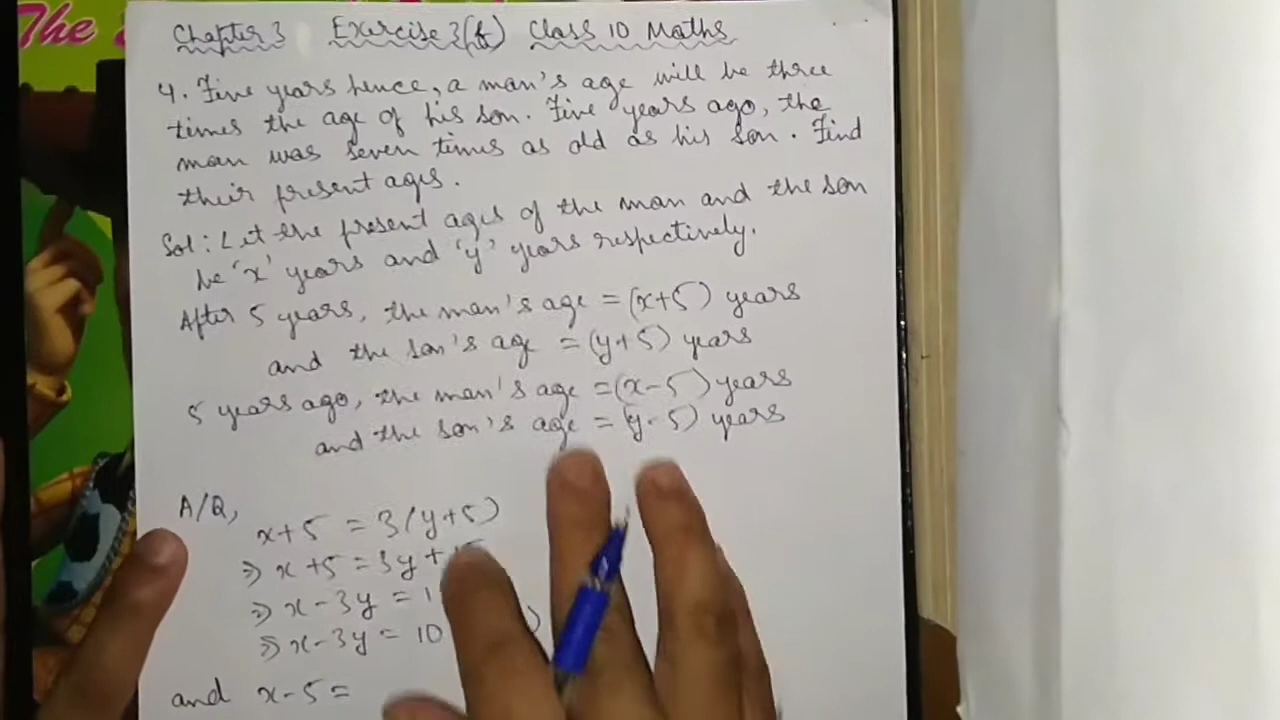 The
Chapter 3 Exercise 3(f) Class 10 Maths
4. Five years hence, a man's age will be three
times the age of his son. Five years ago, the
man was seven times as old as his son. Find
their present ages.
Sol: Let the present ages of the man and the son
be 'x' years and 'y' years respectively.
After 5 years, the man's age = (x+5) years
and the son's age = (y+5) years
5 years ago, the man's age = (x-5) years
and the son's age = (y-5) years
A/Q,
x+5 = 3(y+5)
⇒ x+5 = 3y+
⇒ x-3y = 1
⇒ x-3y = 10
and x-5 =